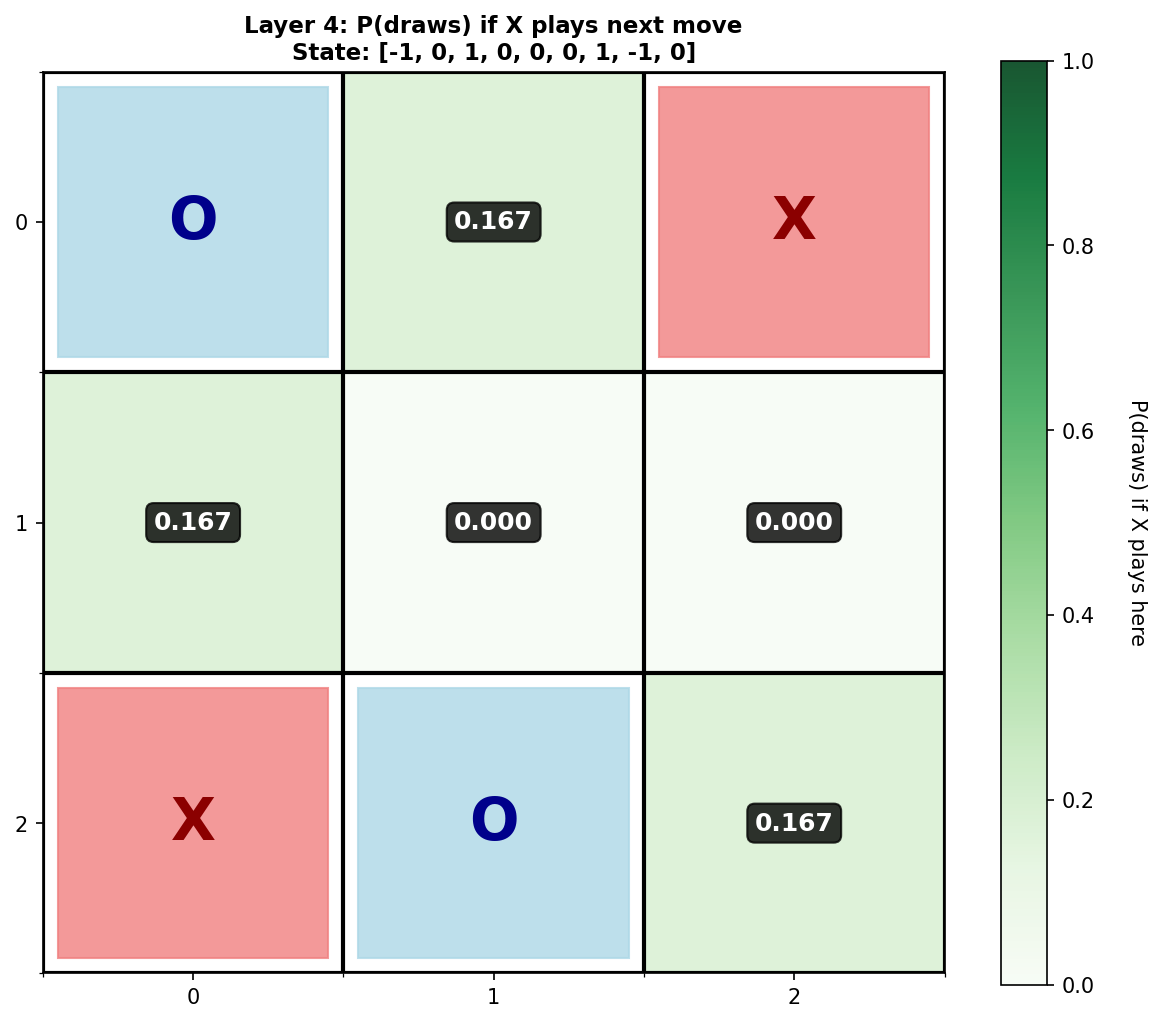 Layer 4: P(draws) if X plays next move
State: [-1, 0, 1, 0, 0, 0, 1, -1, 0]
1.0
0.8
0.6
0.4
0.2
0.0
P(draws) if X plays here
0
O
0.167
X
1
0.167
0.000
0.000
2
X
O
0.167
0
1
2